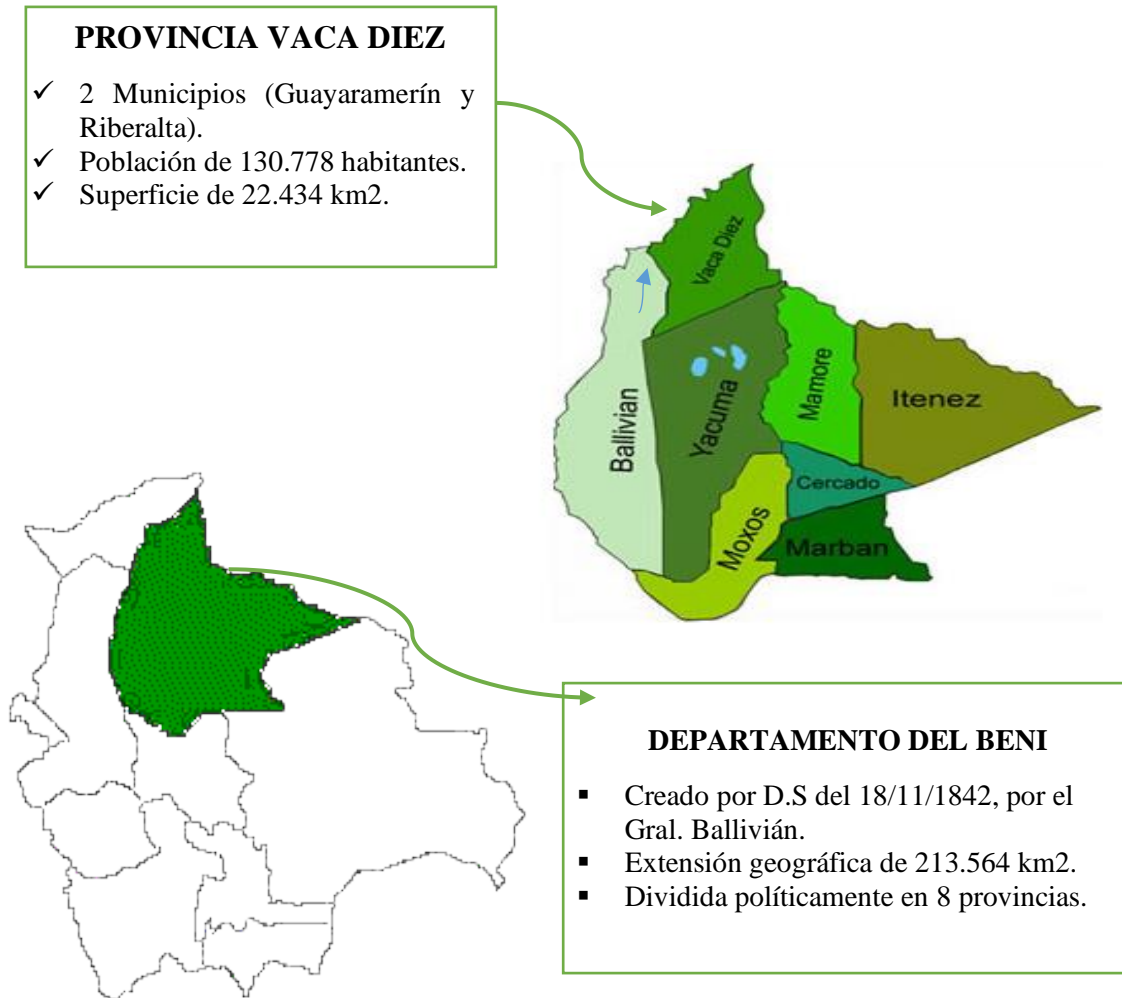 PROVINCIA VACA DIEZ
✓ 2 Municipios (Guayaramerín y
Riberalta).
✓ Población de 130.778 habitantes.
✓ Superficie de 22.434 km2.
Vaca Diez
Ballivian
Yacuma
Mamore
Itenez
Cercado
Moxos
Marban
DEPARTAMENTO DEL BENI
▪ Creado por D.S del 18/11/1842, por el
Gral. Ballivián.
▪ Extensión geográfica de 213.564 km2.
▪ Dividida políticamente en 8 provincias.